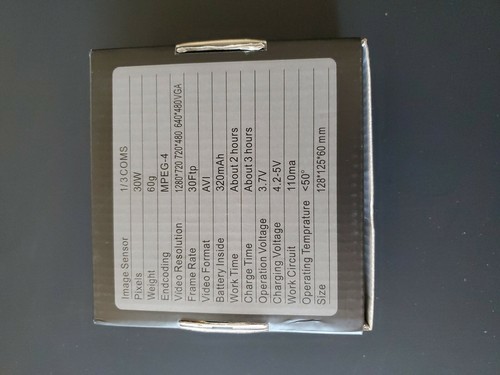 Image Sensor 1/3COMS
Pixels 30W
Weight 60g
Endcoding MPEG-4
Video Resolution 1280*720 720*480 640*480VGA
Frame Rate 30Ftp
Video Format AVI
Battery Inside 320mAh
Work Time About 2 hours
Charge Time About 3 hours
Operation Voltage 3.7V
Charging Voltage 4.2-5V
Work Circuit 110ma
Operating Temprature <50°
Size 128*125*60 mm